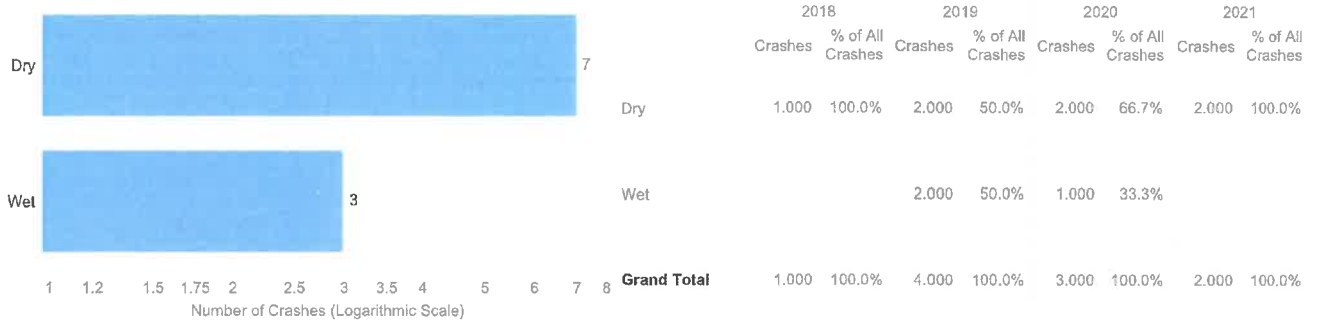 Dry 7
Wet 3
1 1.2 1.5 1.75 2 2.5 3 3.5 4 5 6 7 8
Number of Crashes (Logarithmic Scale)
2018 2019 2020 2021
Crashes % of All Crashes Crashes % of All Crashes Crashes % of All Crashes Crashes % of All Crashes
Dry 1.000 100.0% 2.000 50.0% 2.000 66.7% 2.000 100.0%
Wet 2.000 50.0% 1.000 33.3%
Grand Total 1.000 100.0% 4.000 100.0% 3.000 100.0% 2.000 100.0%